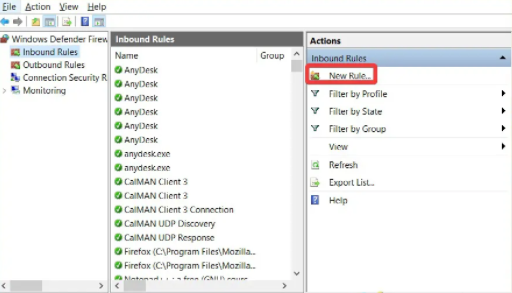 File Action View Help
Windows Defender Firew
Inbound Rules
Outbound Rules
Connection Security R
Monitoring
Inbound Rules
Name Group
AnyDesk
AnyDesk
AnyDesk
AnyDesk
AnyDesk
AnyDesk
anydesk.exe
anydesk.exe
CalMAN Client 3
CalMAN Client 3
CalMAN Client 3 Connection
CalMAN UDP Discovery
CalMAN UDP Response
Firefox (C:\Program Files\Mozilla...
Firefox (C:\Program Files\Mozilla...
Actions
Inbound Rules
New Rule...
Filter by Profile
Filter by State
Filter by Group
View
Refresh
Export List...
Help